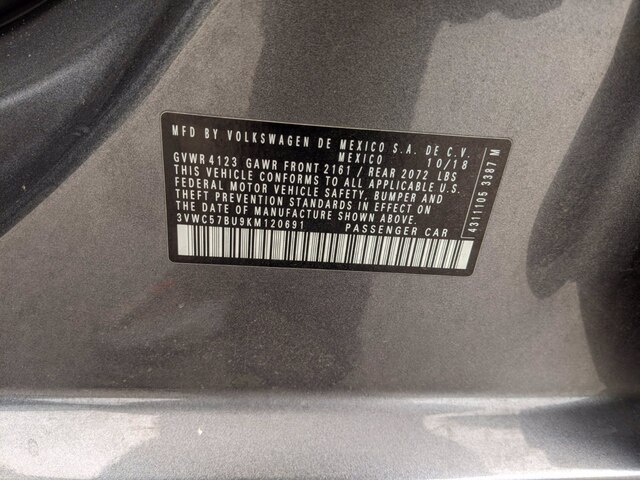 MFD BY VOLKSWAGEN DE MEXICO S.A. DE C.V.
MEXICO 10/18
GVWR 4123 GAWR FRONT 2161 / REAR 2072 LBS
THIS VEHICLE CONFORMS TO ALL APPLICABLE U.S.
FEDERAL MOTOR VEHICLE SAFETY, BUMPER AND
THEFT PREVENTION STANDARDS IN EFFECT ON
THE DATE OF MANUFACTURE SHOWN ABOVE.
3VWC57BU9KM120691 PASSENGER CAR
4311105 3387 M